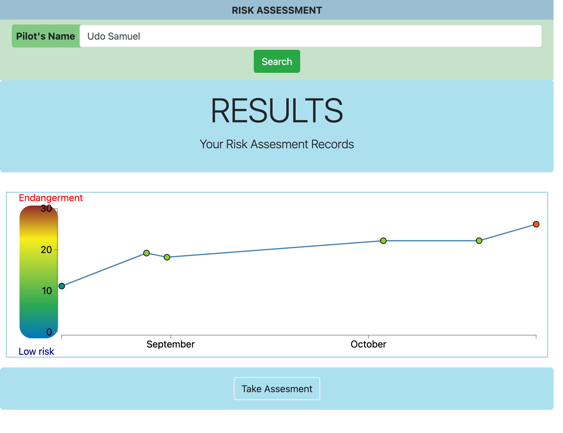 RISK ASSESSMENT
Pilot's Name Udo Samuel
Search
RESULTS
Your Risk Assesment Records
Endangerment
30
20
10
0
September October
Low risk
Take Assesment